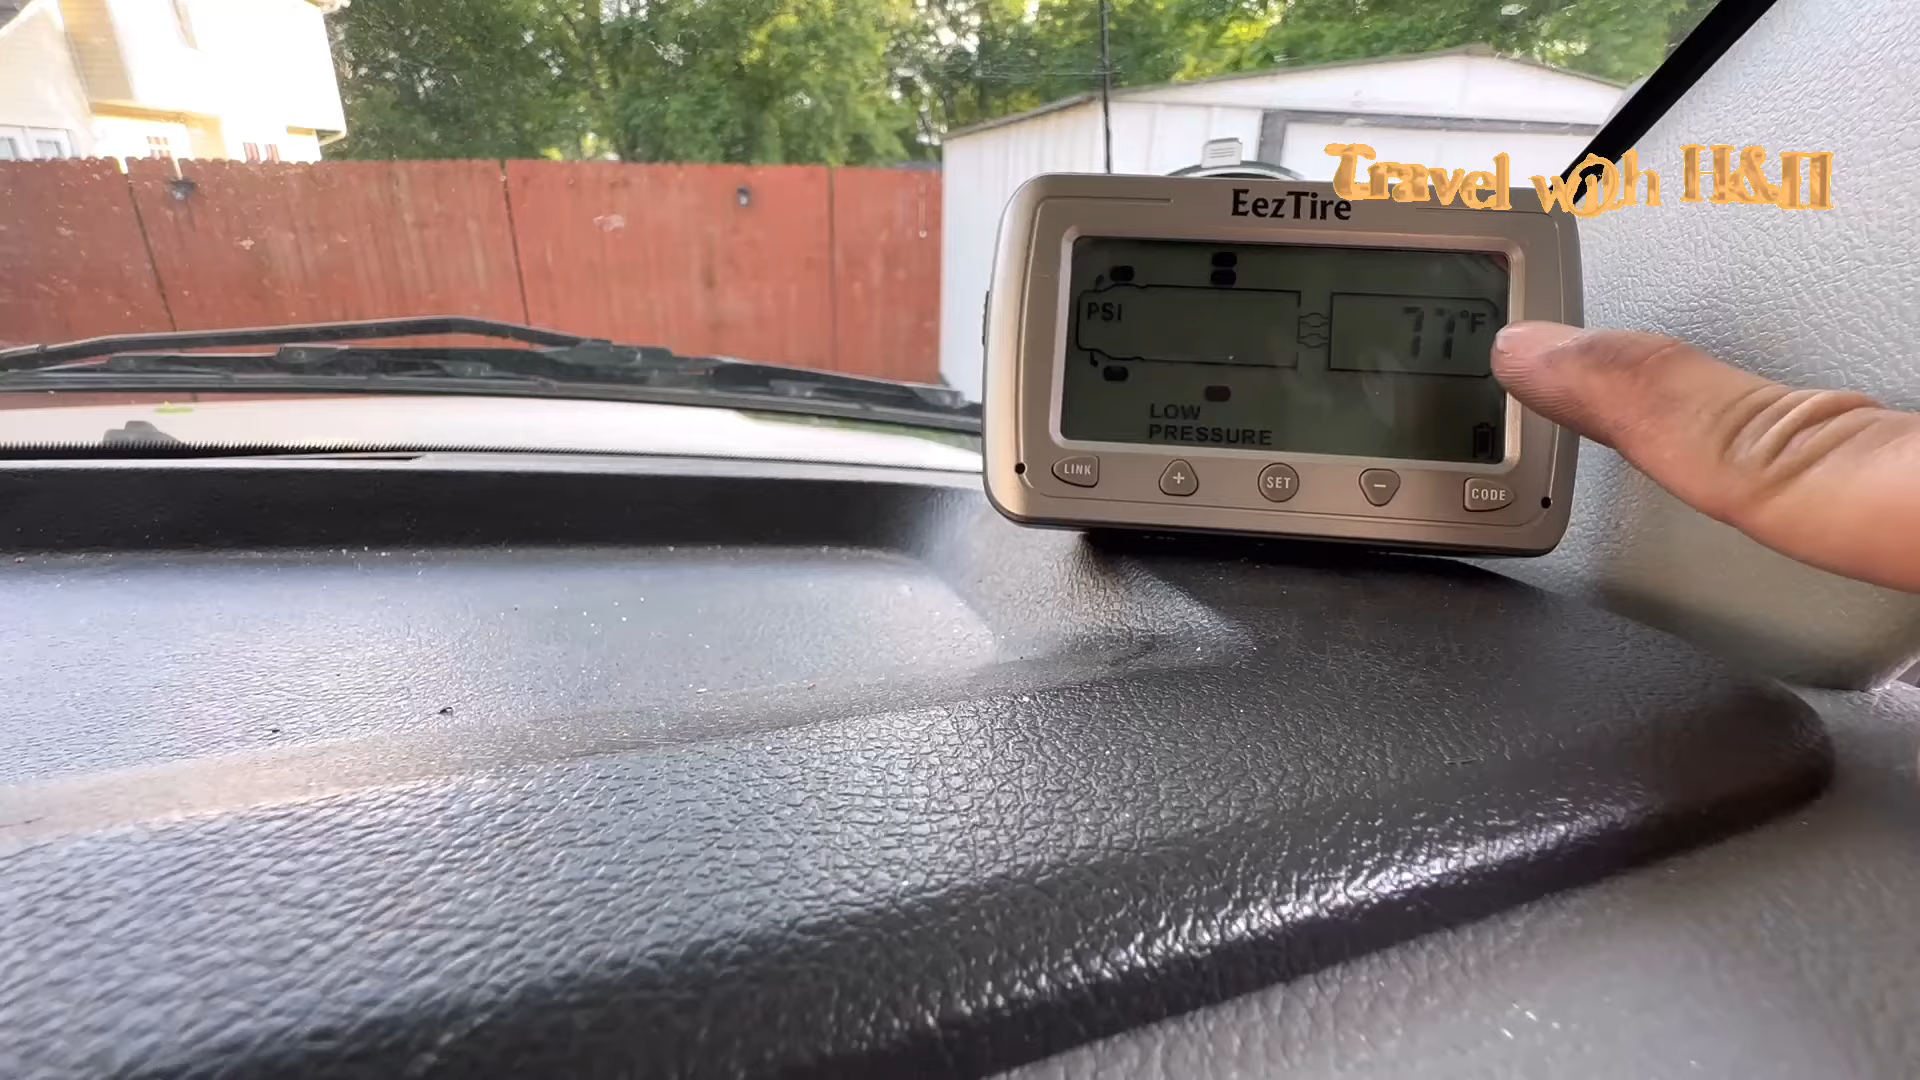 Travel with H&H
EezTire
PSI
77°F
LOW
PRESSURE
LINK
+
SET
−
CODE